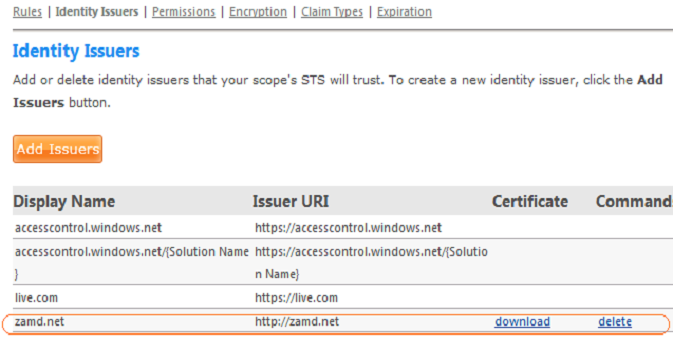 Rules | Identity Issuers | Permissions | Encryption | Claim Types | Expiration
Identity Issuers
Add or delete identity issuers that your scope's STS will trust. To create a new identity issuer, click the Add
Issuers button.
Add Issuers
Display Name Issuer URI Certificate Command
accesscontrol.windows.net https://accesscontrol.windows.net
accesscontrol.windows.net/{Solution Name https://accesscontrol.windows.net/{Solutio
} n Name}
live.com https://live.com
zamd.net http://zamd.net download delete